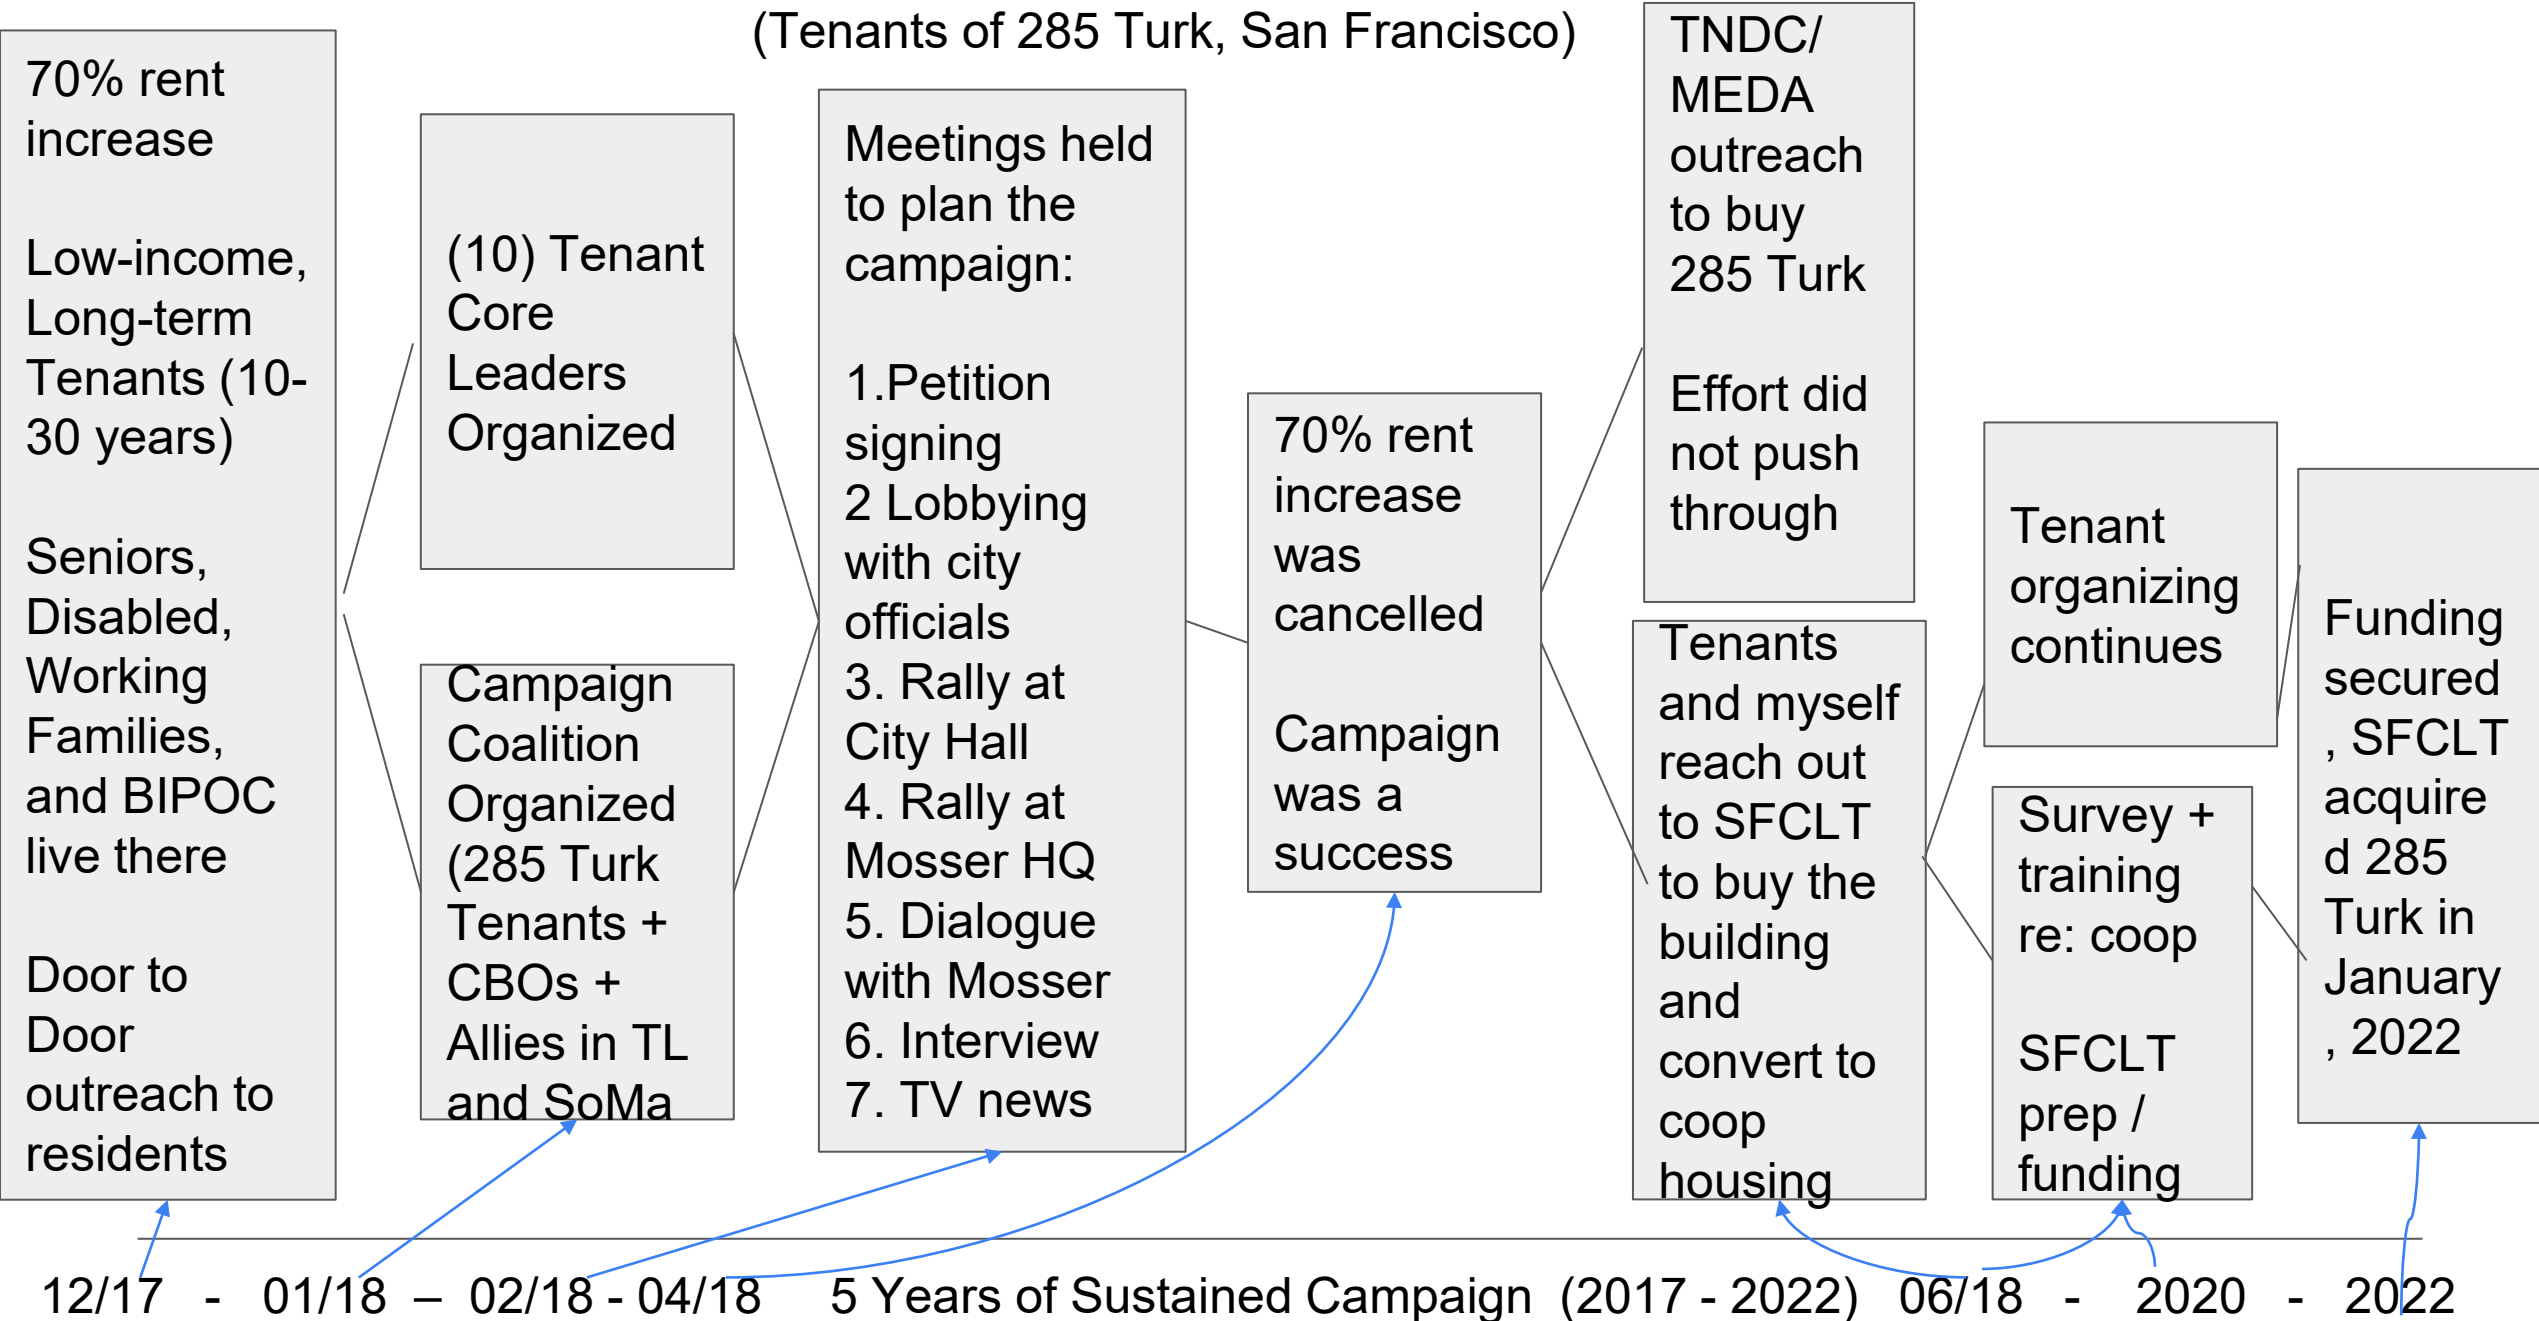 (Tenants of 285 Turk, San Francisco)
70% rent
increase
Low-income,
Long-term
Tenants (10-
30 years)
Seniors,
Disabled,
Working
Families,
and BIPOC
live there
Door to
Door
outreach to
residents
(10) Tenant
Core
Leaders
Organized
Campaign
Coalition
Organized
(285 Turk
Tenants +
CBOs +
Allies in TL
and SoMa
Meetings held
to plan the
campaign:
1.Petition
signing
2 Lobbying
with city
officials
3. Rally at
City Hall
4. Rally at
Mosser HQ
5. Dialogue
with Mosser
6. Interview
7. TV news
70% rent
increase
was
cancelled
Campaign
was a
success
TNDC/
MEDA
outreach
to buy
285 Turk
Effort did
not push
through
Tenants
and myself
reach out
to SFCLT
to buy the
building
and
convert to
coop
housing
Tenant
organizing
continues
Survey +
training
re: coop
SFCLT
prep /
funding
Funding
secured
, SFCLT
acquire
d 285
Turk in
January
, 2022
12/17 - 01/18 – 02/18 - 04/18 5 Years of Sustained Campaign (2017 - 2022) 06/18 - 2020 - 2022